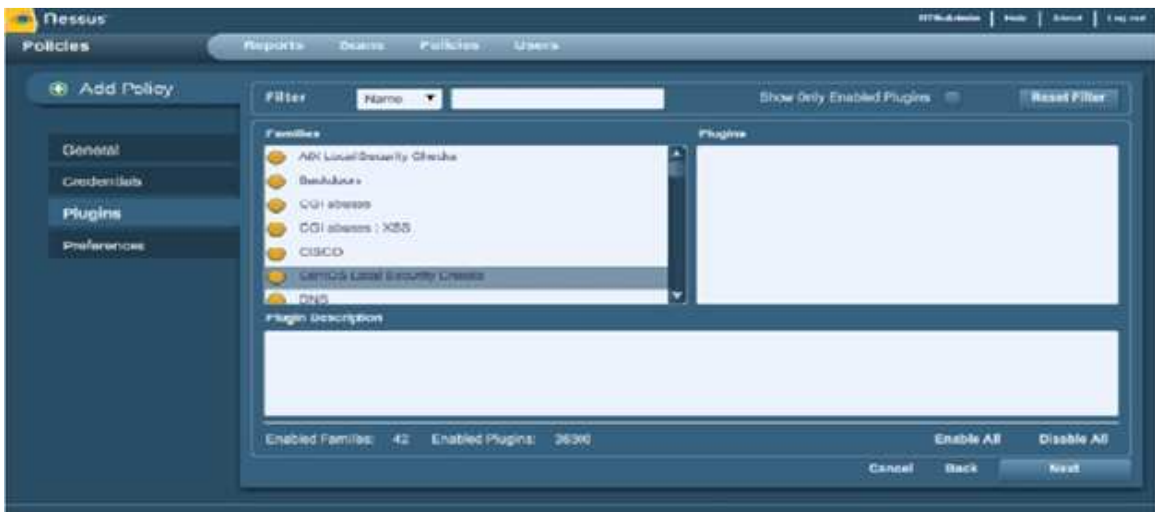 Nessus
Help | About | Log out
Policies
Reports Scans Policies Users
Add Policy
Filter Name Show Only Enabled Plugins Reset Filter
General
Credentials
Plugins
Preferences
Families
AIX Local Security Checks
Backdoors
CGI abuses
CGI abuses : XSS
CISCO
CentOS Local Security Checks
DNS
Plugins
Plugin Description
Enabled Families: 42 Enabled Plugins:
Enable All Disable All
Cancel Back Next